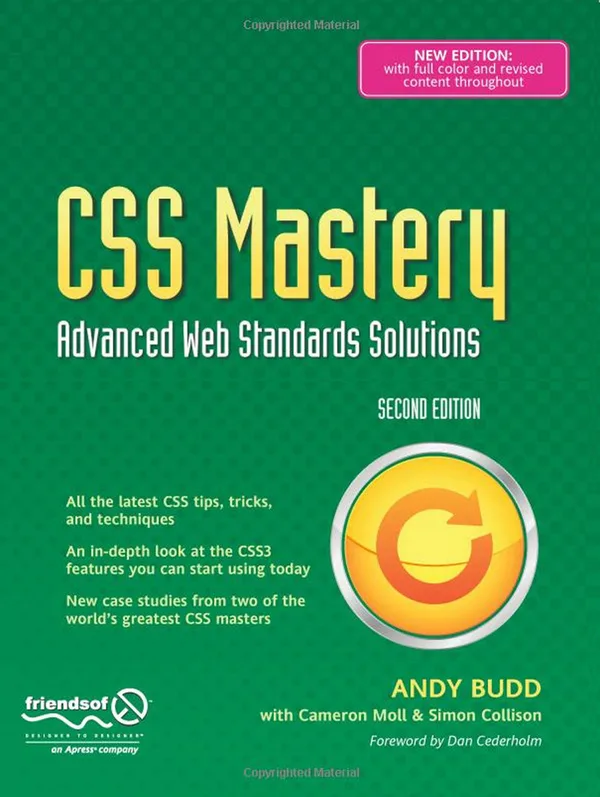 Copyrighted Material
NEW EDITION:
with full color and revised
content throughout
CSS Mastery
Advanced Web Standards Solutions
SECOND EDITION
All the latest CSS tips, tricks,
and techniques
An in-depth look at the CSS3
features you can start using today
New case studies from two of the
world's greatest CSS masters
ANDY BUDD
with Cameron Moll & Simon Collison
Foreword by Dan Cederholm
friendsof
DESIGNER TO DESIGNER™
an Apress® company
Copyrighted Material